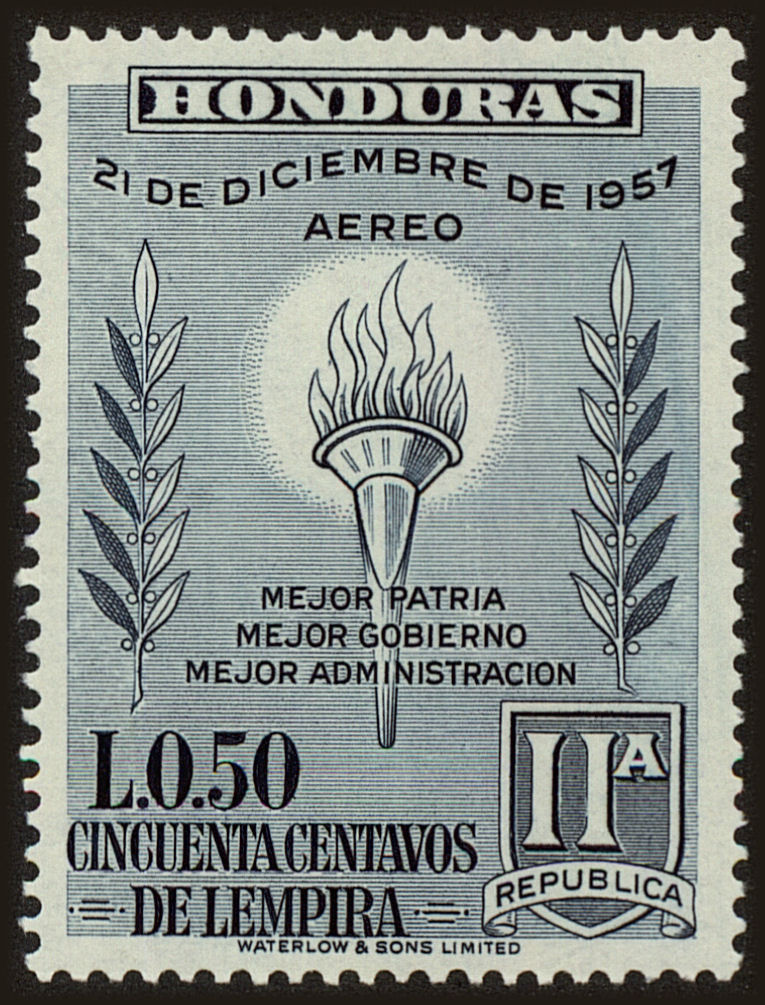 HONDURAS
21 DE DICIEMBRE DE 1957
AEREO
MEJOR PATRIA
MEJOR GOBIERNO
MEJOR ADMINISTRACION
L.0.50
CINCUENTA CENTAVOS
DE LEMPIRA
IIA
REPUBLICA
WATERLOW & SONS LIMITED